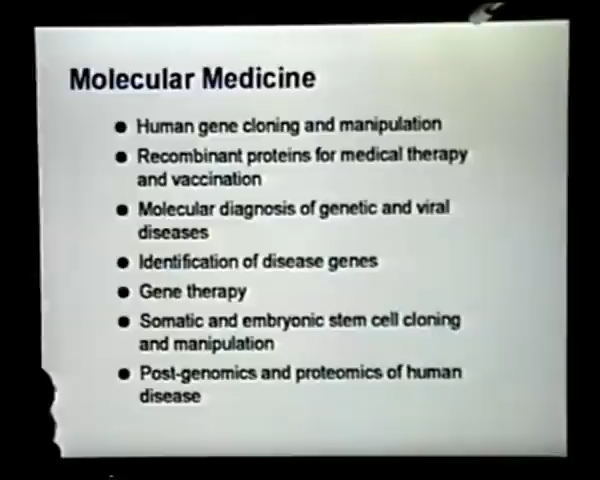 Molecular Medicine
● Human gene cloning and manipulation
● Recombinant proteins for medical therapy
and vaccination
● Molecular diagnosis of genetic and viral
diseases
● Identification of disease genes
● Gene therapy
● Somatic and embryonic stem cell cloning
and manipulation
● Post-genomics and proteomics of human
disease